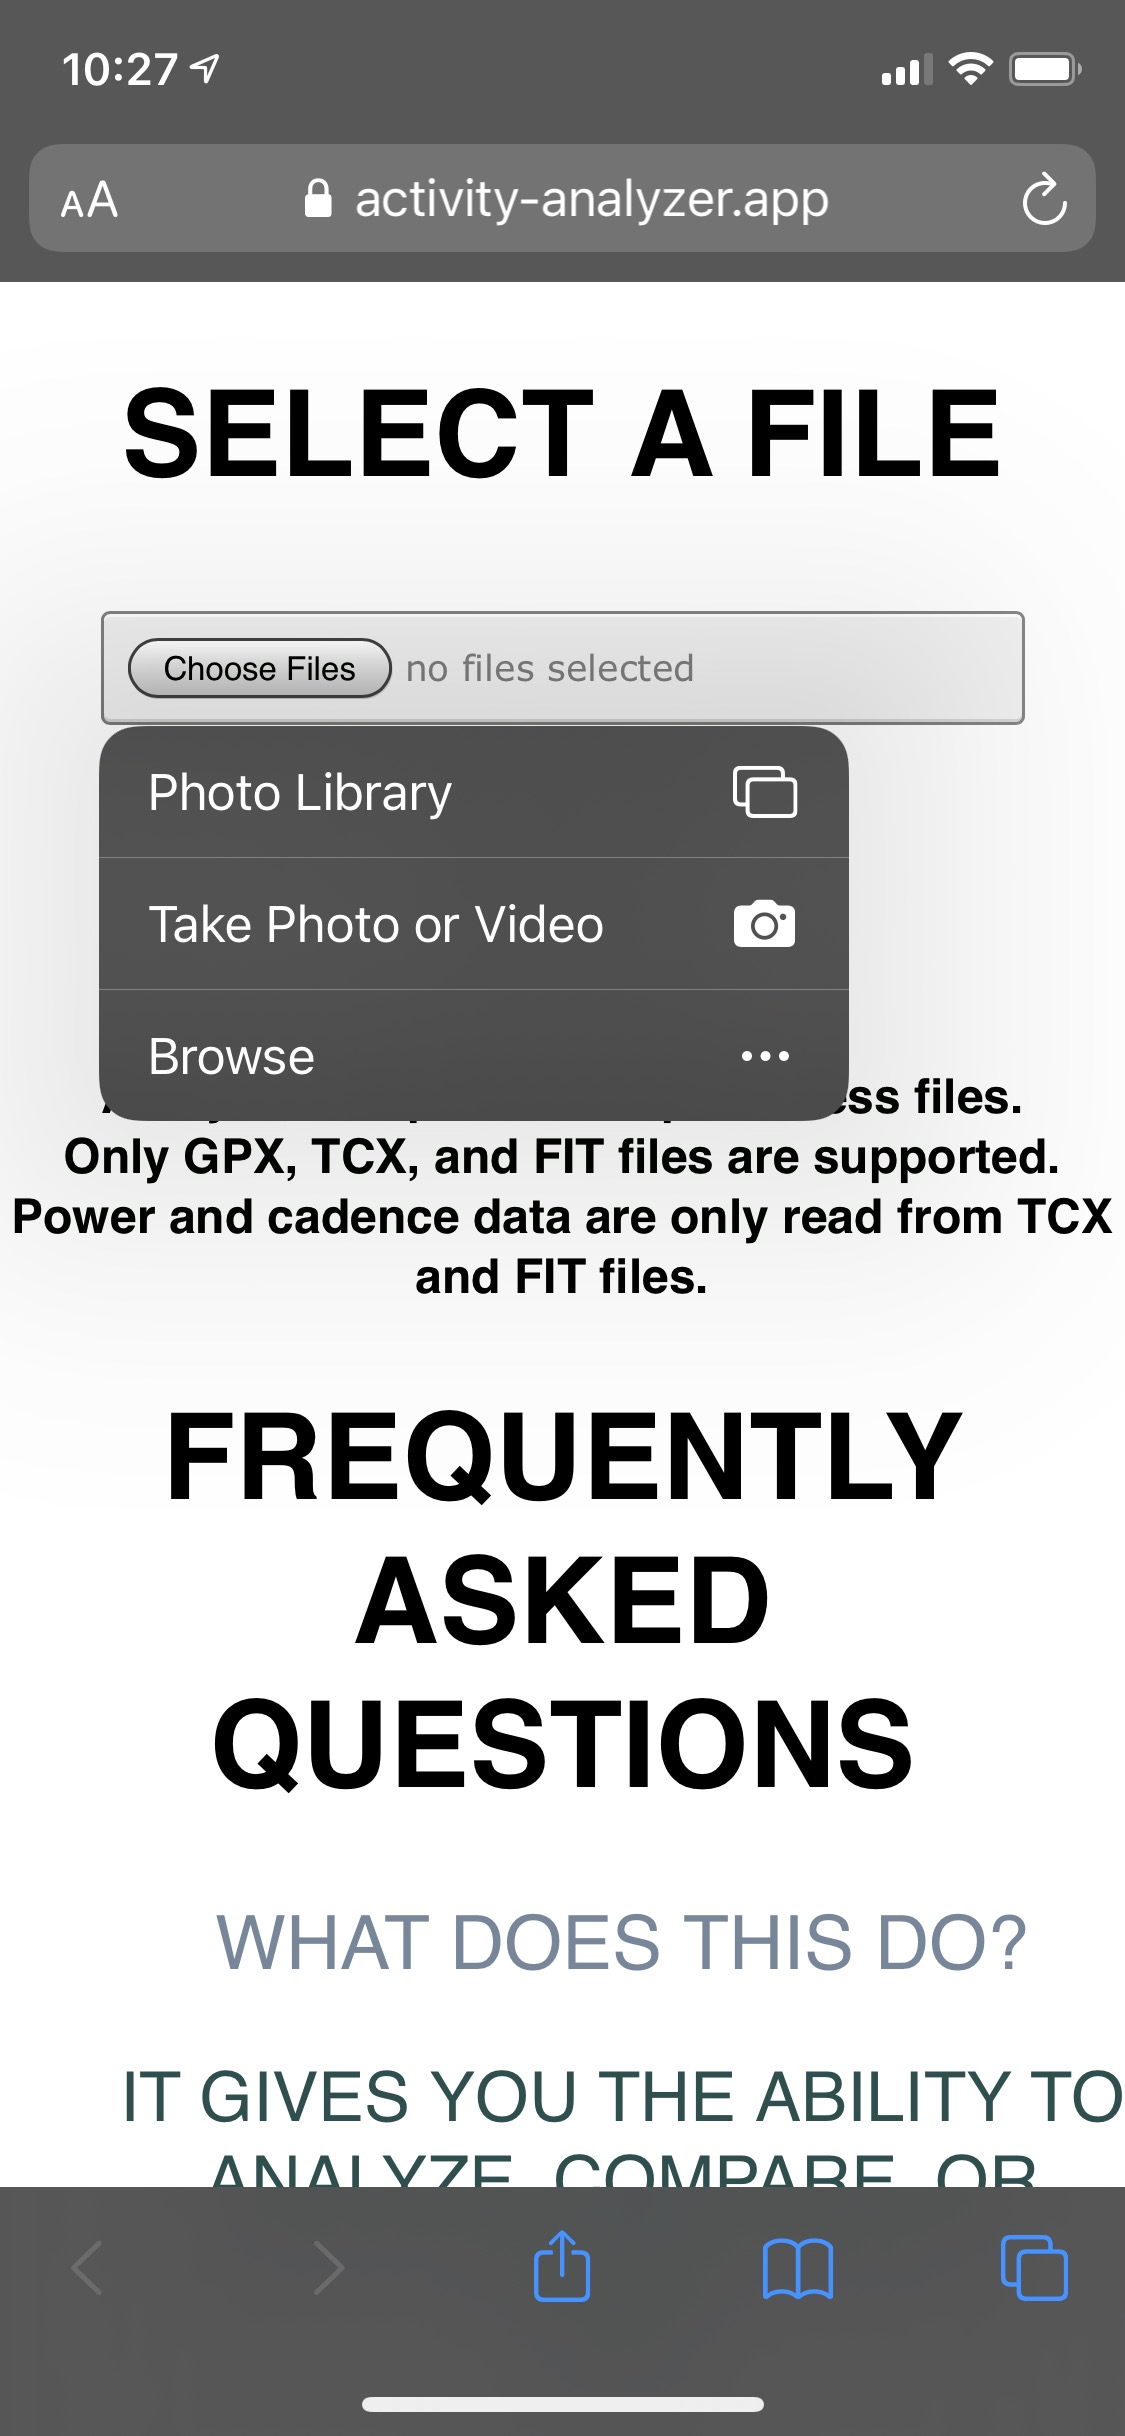 10:27
AA activity-analyzer.app
SELECT A FILE
Choose Files no files selected
Photo Library
Take Photo or Video
Browse
files.
Only GPX, TCX, and FIT files are supported.
Power and cadence data are only read from TCX
and FIT files.
FREQUENTLY
ASKED
QUESTIONS
WHAT DOES THIS DO?
IT GIVES YOU THE ABILITY TO
ANALYZE, COMPARE, OR